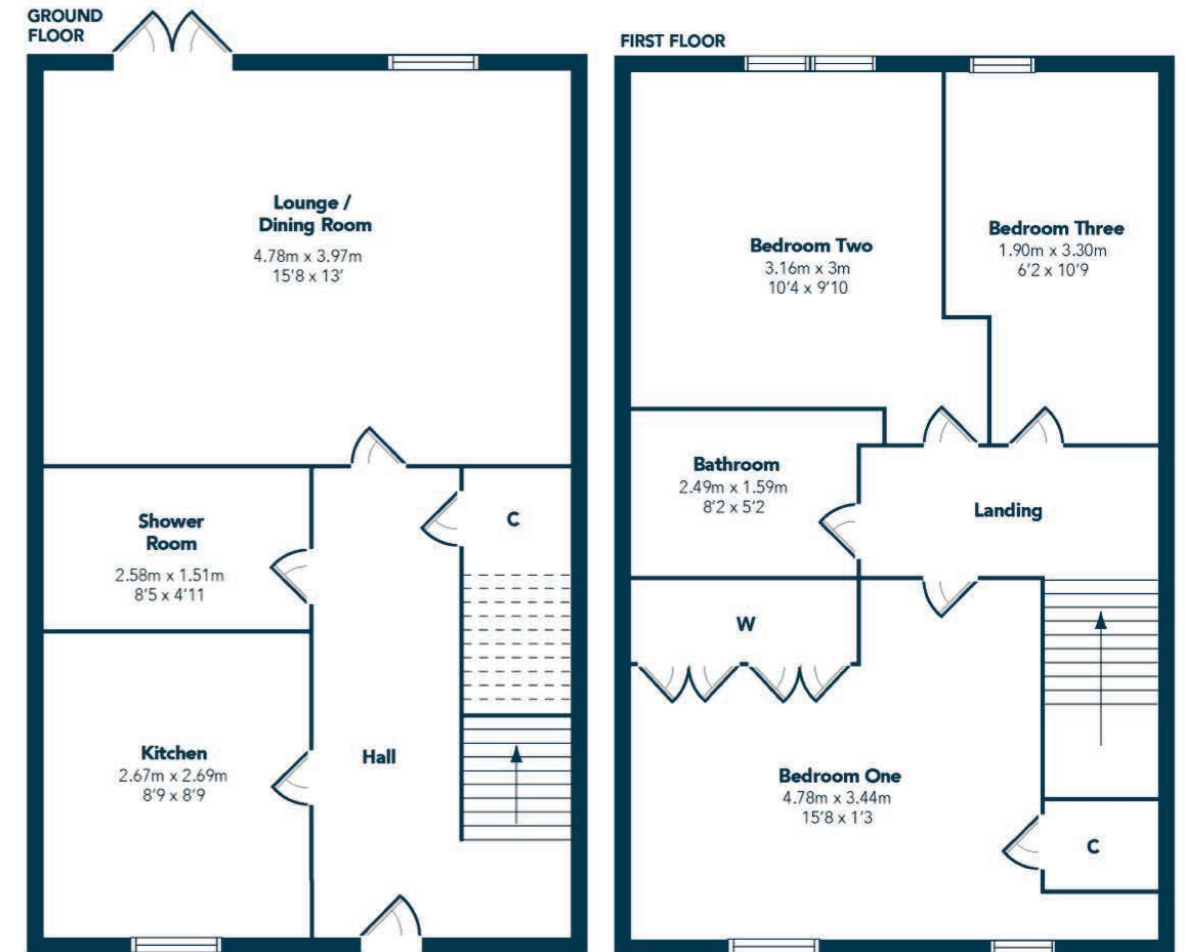 GROUND
FLOOR
Lounge /
Dining Room
4.78m x 3.97m
15'8 x 13'
Shower
Room
2.58m x 1.51m
8'5 x 4'11
C
Kitchen
2.67m x 2.69m
8'9 x 8'9
Hall
FIRST FLOOR
Bedroom Two
3.16m x 3m
10'4 x 9'10
Bedroom Three
1.90m x 3.30m
6'2 x 10'9
Bathroom
2.49m x 1.59m
8'2 x 5'2
Landing
W
Bedroom One
4.78m x 3.44m
15'8 x 1'3
C